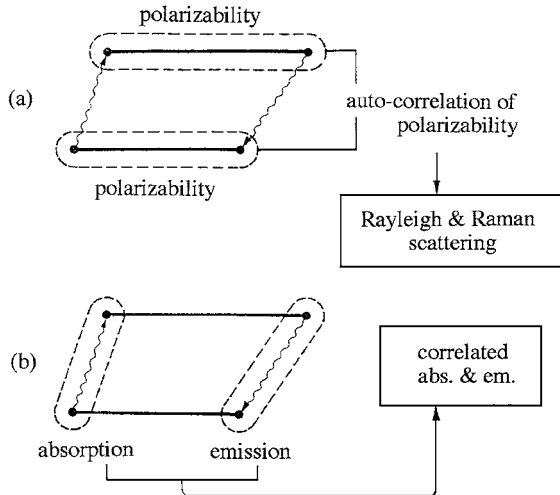 polarizability
(a)
auto-correlation of
polarizability
polarizability
Rayleigh & Raman
scattering
(b)
correlated
abs. & em.
absorption
emission